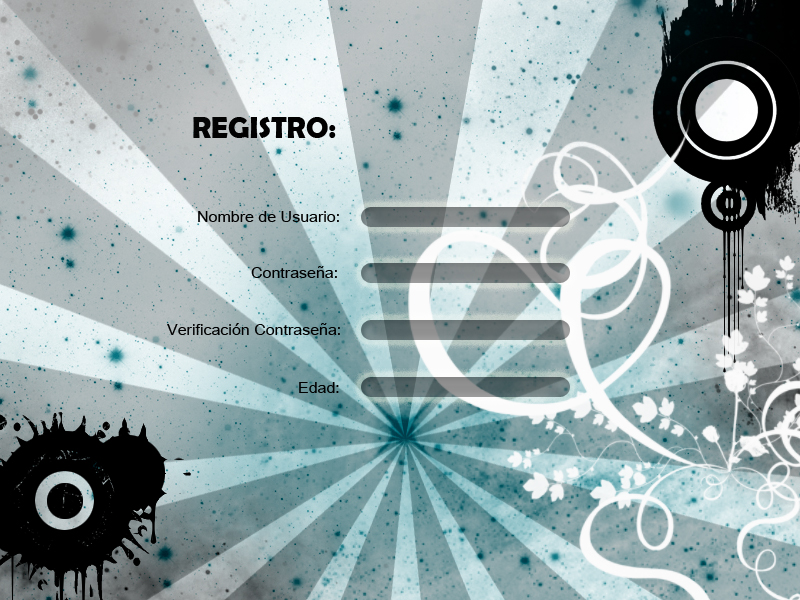 REGISTRO:
Nombre de Usuario:
Contraseña:
Verificación Contraseña:
Edad: